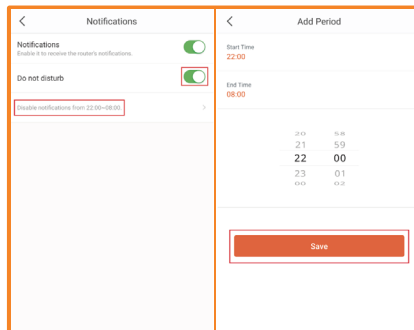 Notifications
Notifications
Enable it to receive the router's notifications.
Do not disturb
Disable notifications from 22:00~08:00
Add Period
Start Time
22:00
End Time
08:00
20 58
21 59
22 00
23 01
00 02
Save